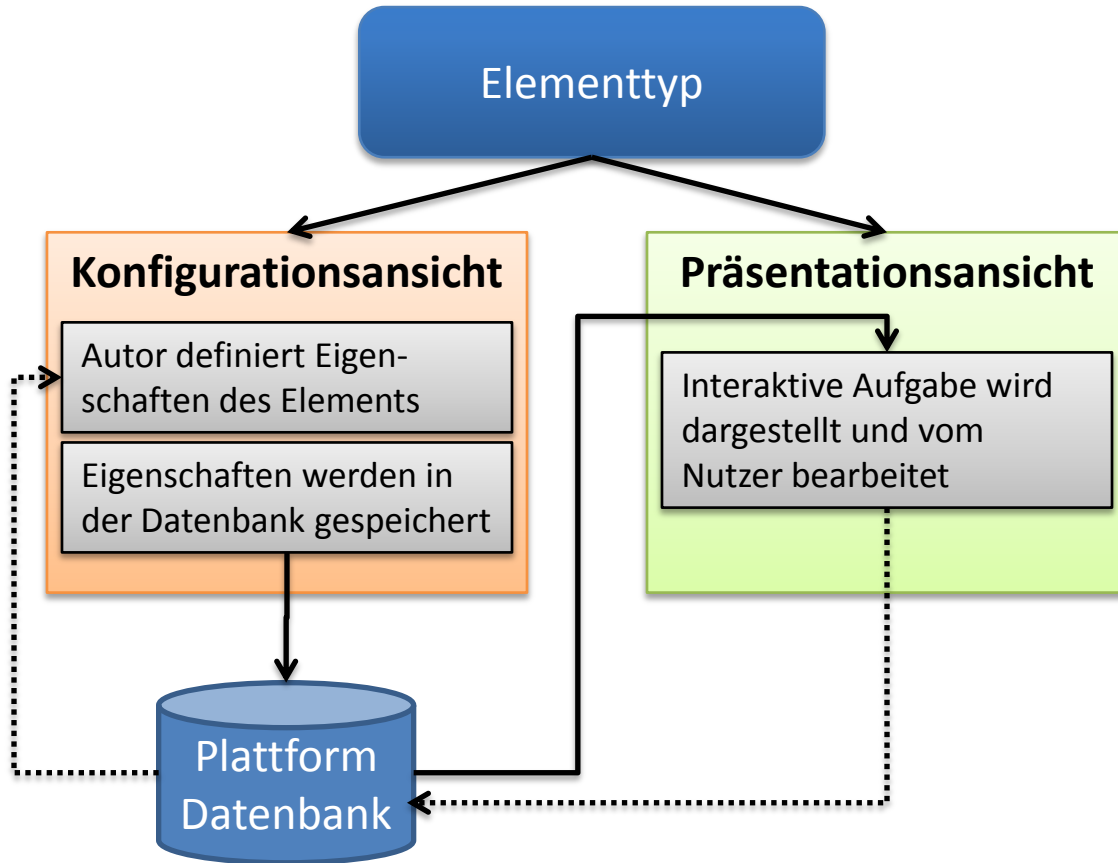 Elementtyp
Konfigurationsansicht
Autor definiert Eigen-
schaften des Elements
Eigenschaften werden in
der Datenbank gespeichert
Präsentationsansicht
Interaktive Aufgabe wird
dargestellt und vom
Nutzer bearbeitet
Plattform
Datenbank